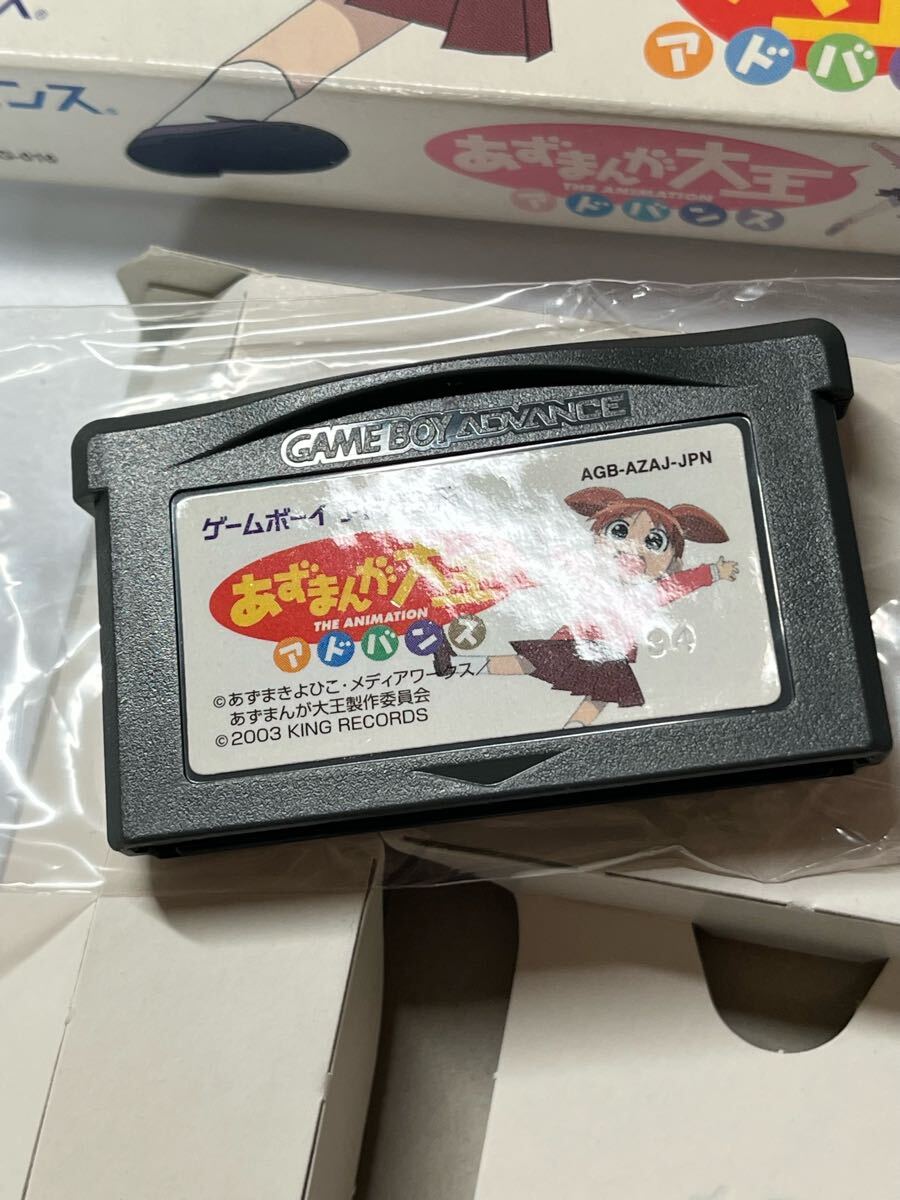 アドバ
あずまんが大王
THE ANIMATION
アドバンス
GAME BOY ADVANCE
AGB-AZAJ-JPN
ゲームボーイ
あずまんが大王
THE ANIMATION
アドバンス
©あずまきよひこ・メディアワークス/
あずまんが大王製作委員会
©2003 KING RECORDS
94